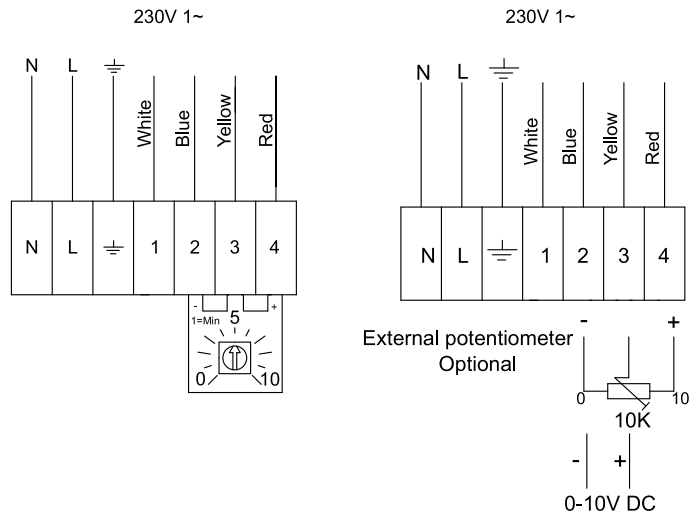 230V 1~
N L
White
Blue
Yellow
Red
N L 1 2 3 4
- +
1=Min 5
0 10
230V 1~
N L
White
Blue
Yellow
Red
N L 1 2 3 4
- +
External potentiometer
Optional
0 10
10K
- +
0-10V DC